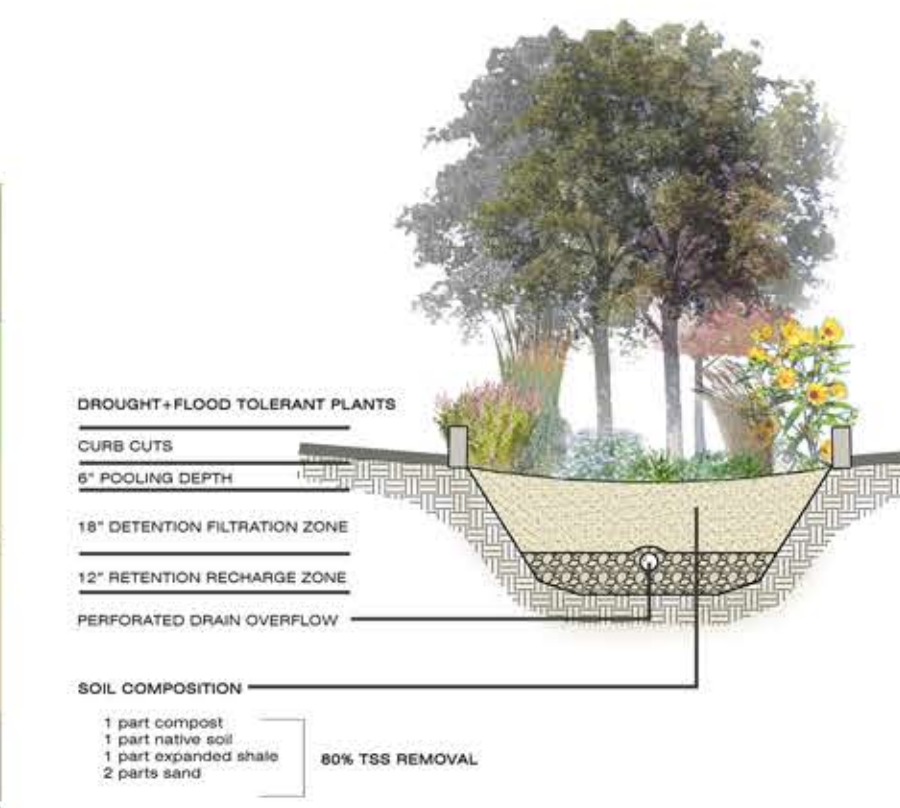 DROUGHT+FLOOD TOLERANT PLANTS
CURB CUTS
6" POOLING DEPTH
18" DETENTION FILTRATION ZONE
12" RETENTION RECHARGE ZONE
PERFORATED DRAIN OVERFLOW
SOIL COMPOSITION
1 part compost
1 part native soil
1 part expanded shale
2 parts sand
80% TSS REMOVAL